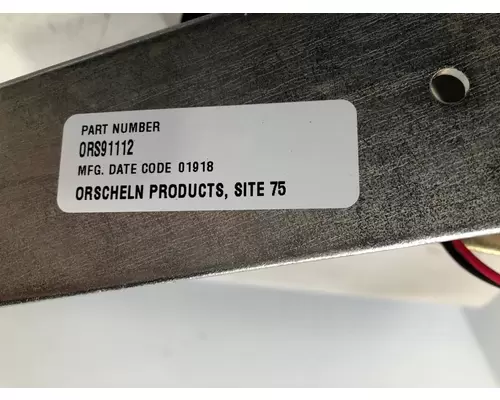 PART NUMBER
ORS91112
MFG. DATE CODE 01918
ORSCHELN PRODUCTS, SITE 75